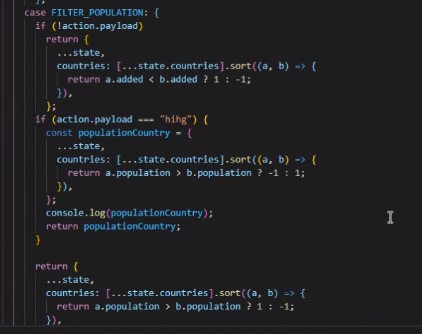 },
case FILTER_POPULATION: {
if (!action.payload)
return {
...state,
countries: [...state.countries].sort((a, b) => {
return a.added < b.added ? 1 : -1;
}),
};
if (action.payload === "hihg") {
const populationCountry = {
...state,
countries: [...state.countries].sort((a, b) => {
return a.population > b.population ? -1 : 1;
}),
};
console.log(populationCountry);
return populationCountry;
}
return {
...state,
countries: [...state.countries].sort((a, b) => {
return a.population > b.population ? 1 : -1;
}),